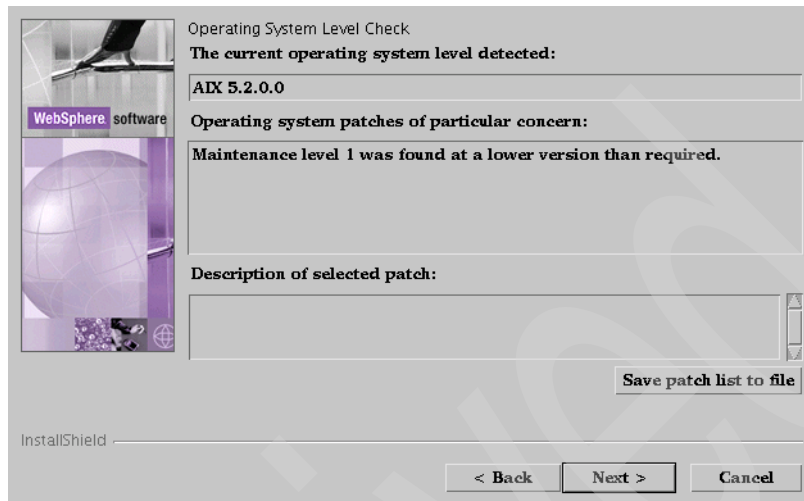 Operating System Level Check
The current operating system level detected:
AIX 5.2.0.0
WebSphere software
Operating system patches of particular concern:
Maintenance level 1 was found at a lower version than required.
Description of selected patch:
Save patch list to file
InstallShield
< Back
Next >
Cancel